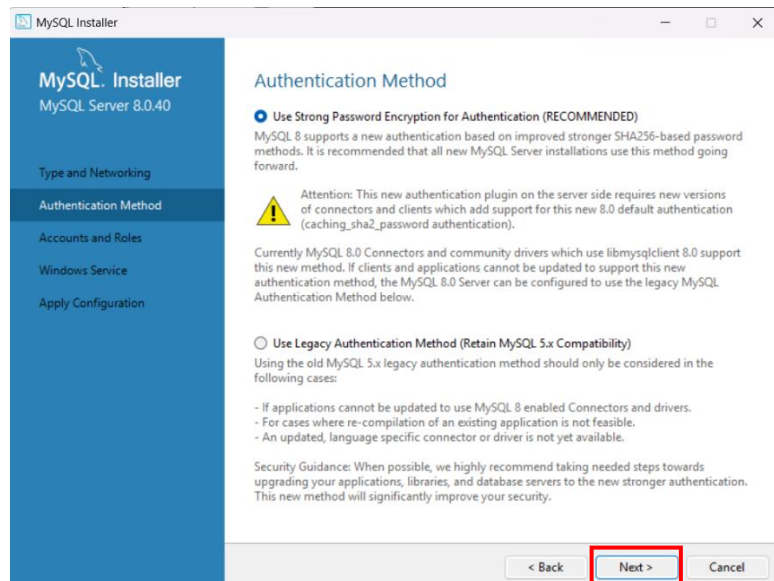 MySQL Installer
MySQL. Installer
MySQL Server 8.0.40
Type and Networking
Authentication Method
Accounts and Roles
Windows Service
Apply Configuration
Authentication Method
Use Strong Password Encryption for Authentication (RECOMMENDED)
MySQL 8 supports a new authentication based on improved stronger SHA256-based password
methods. It is recommended that all new MySQL Server installations use this method going
forward.
Attention: This new authentication plugin on the server side requires new versions
of connectors and clients which add support for this new 8.0 default authentication
(caching_sha2_password authentication).
Currently MySQL 8.0 Connectors and community drivers which use libmysqlclient 8.0 support
this new method. If clients and applications cannot be updated to support this new
authentication method, the MySQL 8.0 Server can be configured to use the legacy MySQL
Authentication Method below.
Use Legacy Authentication Method (Retain MySQL 5.x Compatibility)
Using the old MySQL 5.x legacy authentication method should only be considered in the
following cases:
- If applications cannot be updated to use MySQL 8 enabled Connectors and drivers.
- For cases where re-compilation of an existing application is not feasible.
- An updated, language specific connector or driver is not yet available.
Security Guidance: When possible, we highly recommend taking needed steps towards
upgrading your applications, libraries, and database servers to the new stronger authentication.
This new method will significantly improve your security.
< Back
Next >
Cancel